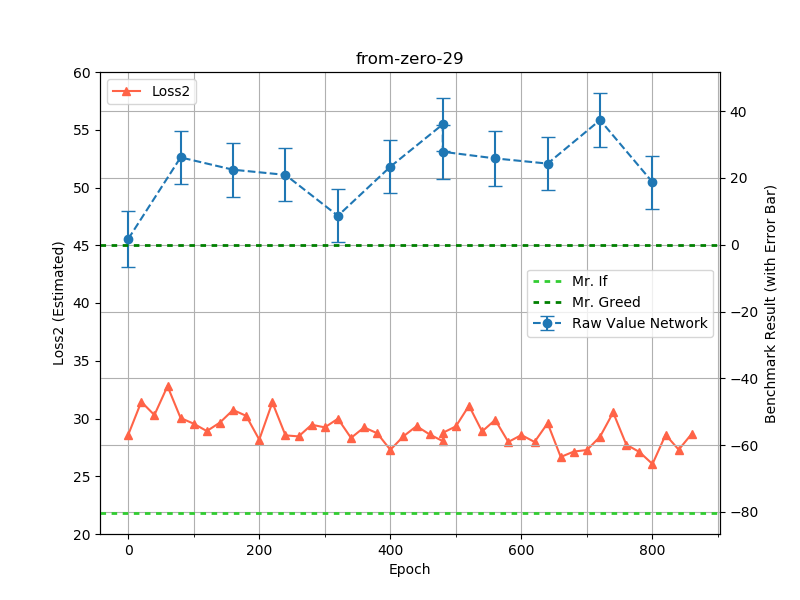 from-zero-29
Loss2
60
55
50
45
40
35
30
25
20
Loss2 (Estimated)
40
20
0
−20
−40
−60
−80
Benchmark Result (with Error Bar)
Mr. If
Mr. Greed
Raw Value Network
0
200
400
600
800
Epoch